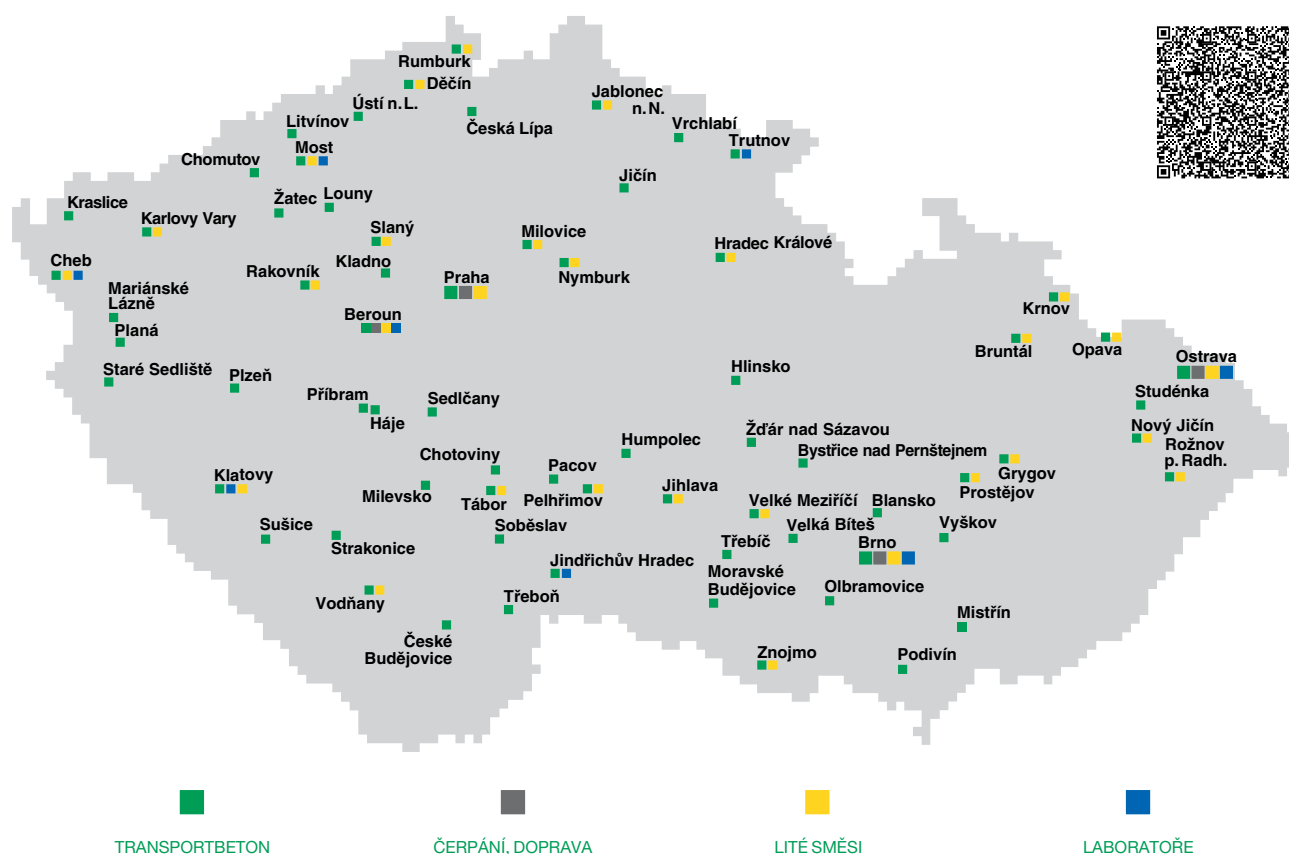 Rumburk
Děčín
Ústí n.L.
Česká Lípa
Jablonec
n.N.
Litvínov
Vrchlabí
Trutnov
Most
Chomutov
Jičín
Žatec
Louny
Kraslice
Karlovy Vary
Slaný
Milovice
Hradec Králové
Cheb
Rakovník
Kladno
Praha
Nymburk
Mariánské
Lázně
Krnov
Beroun
Planá
Bruntál
Opava
Ostrava
Staré Sedliště
Plzeň
Hlinsko
Studénka
Příbram
Háje
Sedlčany
Nový Jičín
Žďár nad Sázavou
Humpolec
Rožnov
p. Radh.
Bystřice nad Pernštejnem
Chotoviny
Pacov
Grygov
Klatovy
Milevsko
Tábor
Pelhřimov
Jihlava
Prostějov
Velké Meziříčí
Blansko
Sušice
Strakonice
Soběslav
Velká Bíteš
Vyškov
Třebíč
Brno
Jindřichův Hradec
Moravské
Budějovice
Olbramovice
Vodňany
Třeboň
Mistřín
České
Budějovice
Znojmo
Podivín
TRANSPORTBETON
ČERPÁNÍ, DOPRAVA
LITÉ SMĚSI
LABORATOŘE